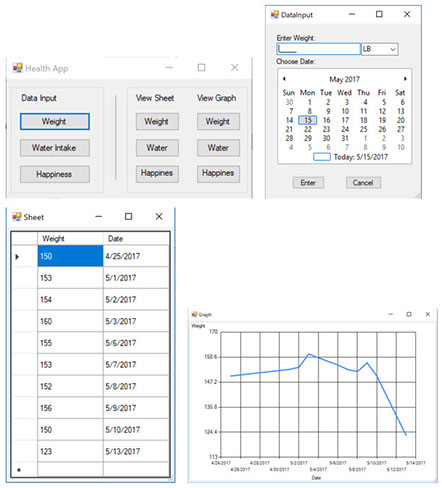 Health App
Data Input
View Sheet
View Graph
Weight
Weight
Weight
Water Intake
Water
Water
Happiness
Happines
Happines
DataInput
Enter Weight:
LB
Choose Date:
May 2017
Sun Mon Tue Wed Thu Fri Sat
30 1 2 3 4 5 6
7 8 9 10 11 12 13
14 15 16 17 18 19 20
21 22 23 24 25 26 27
28 29 30 31 1 2 3
4 5 6 7 8 9 10
Today: 5/15/2017
Enter
Cancel
Sheet
Weight Date
150 4/25/2017
153 5/1/2017
154 5/2/2017
160 5/3/2017
155 5/6/2017
153 5/7/2017
152 5/8/2017
156 5/9/2017
150 5/10/2017
123 5/13/2017
Graph
Weight
170
158.6
147.2
135.8
124.4
113
4/24/2017 4/28/2017 4/30/2017 5/2/2017 5/4/2017 5/6/2017 5/8/2017 5/10/2017 5/12/2017 5/14/2017
Date